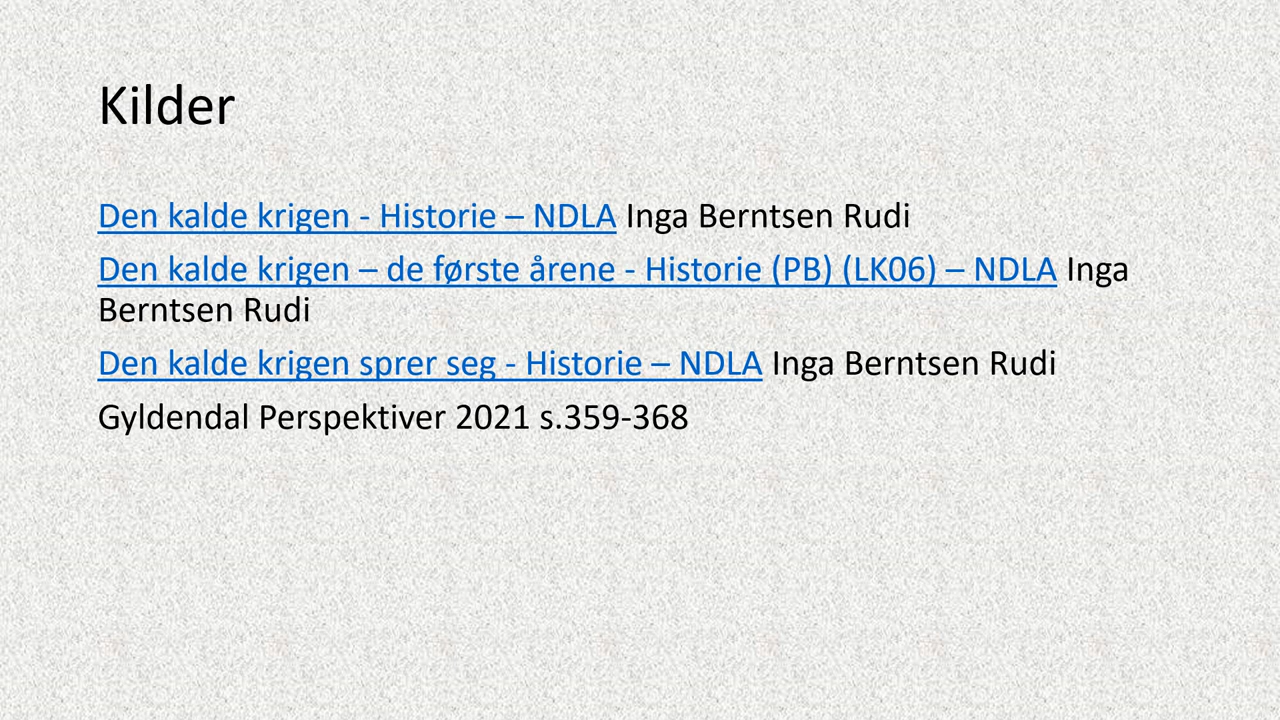 Kilder
Den kalde krigen - Historie – NDLA Inga Berntsen Rudi
Den kalde krigen – de første årene - Historie (PB) (LK06) – NDLA Inga
Berntsen Rudi
Den kalde krigen sprer seg - Historie – NDLA Inga Berntsen Rudi
Gyldendal Perspektiver 2021 s.359-368